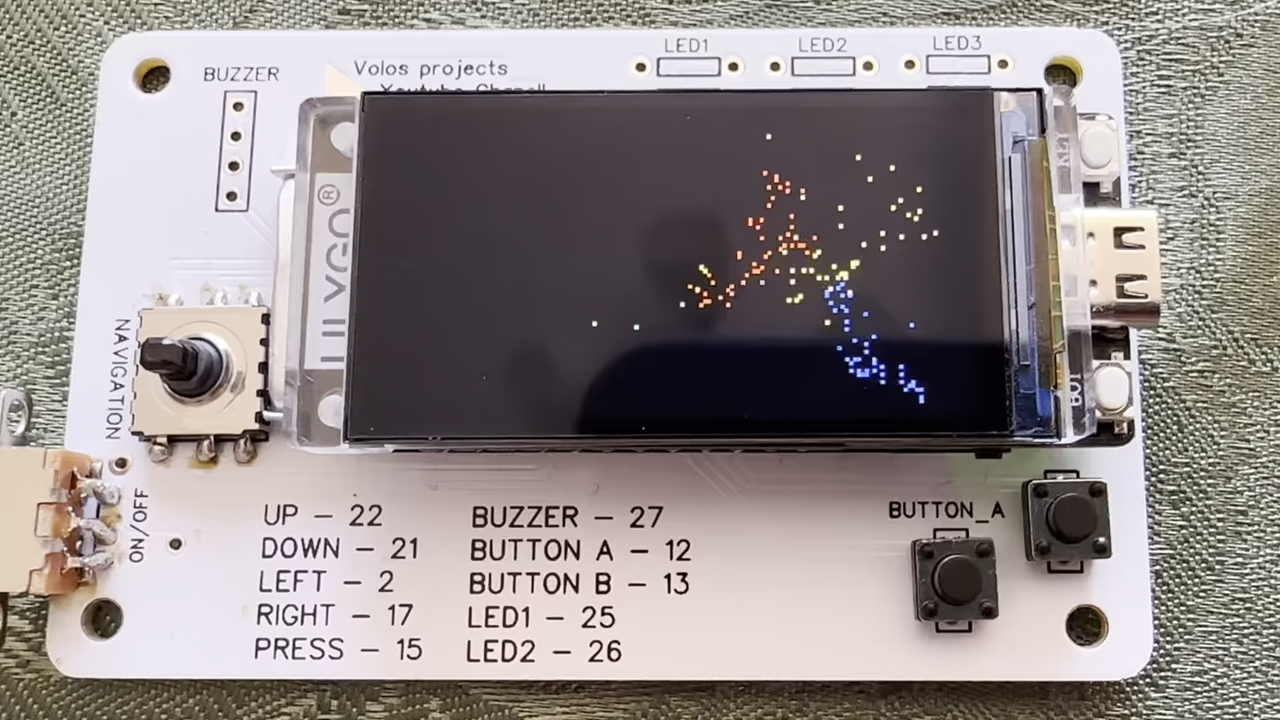 LED1
LED2
LED3
BUZZER
Volos projects
LILYGO®
NAVIGATION
ON/OFF
UP – 22
DOWN – 21
LEFT – 2
RIGHT – 17
PRESS – 15
BUZZER – 27
BUTTON A – 12
BUTTON B – 13
LED1 – 25
LED2 – 26
BUTTON_A